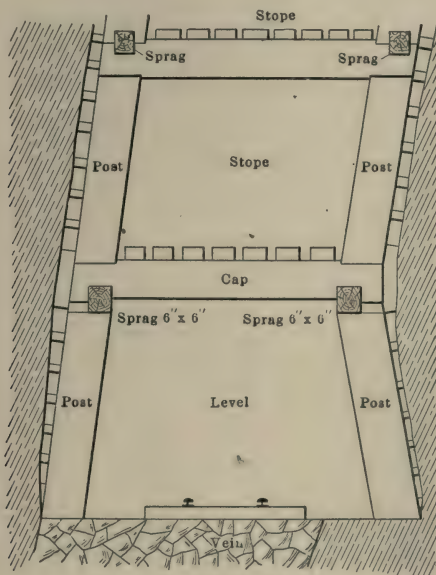 Stope
Sprag Sprag
Post Stope Post
Cap
Sprag 6"x 6" Sprag 6"x 6"
Post Level Post
Vein